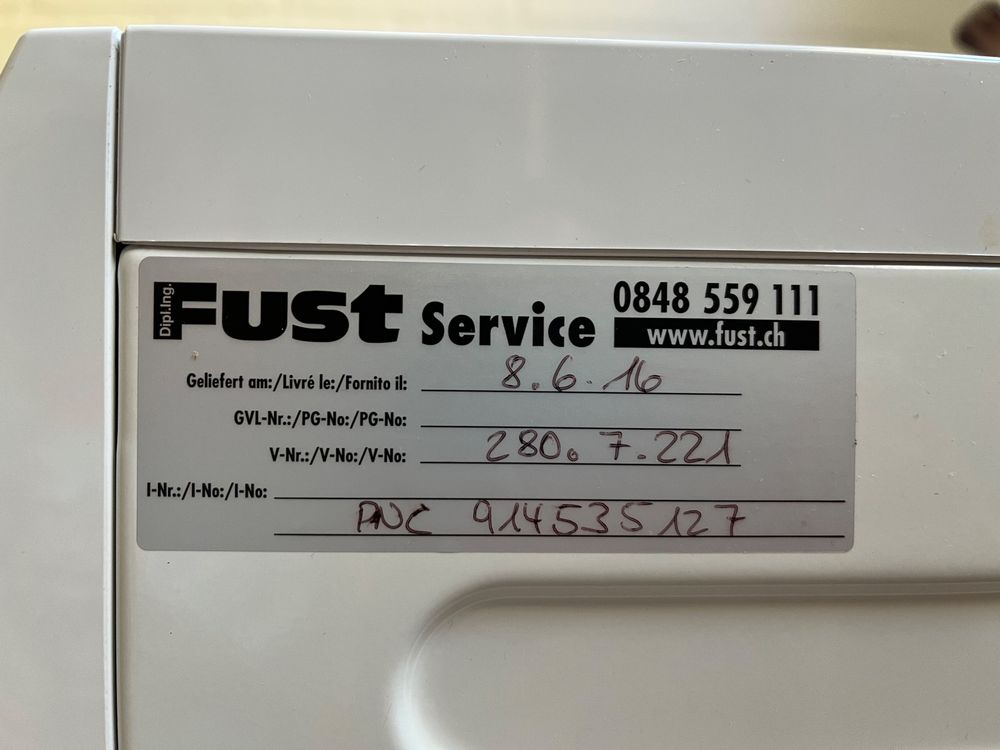 Dipl.Ing. Fust Service 0848 559 111
www.fust.ch
Geliefert am:/Livré le:/Fornito il: 8.6.16
GVL-Nr.:/PG-No:/PG-No:
V-Nr.:/V-No:/V-No: 280.7.221
I-Nr.:/I-No:/I-No:
PNC 914535127